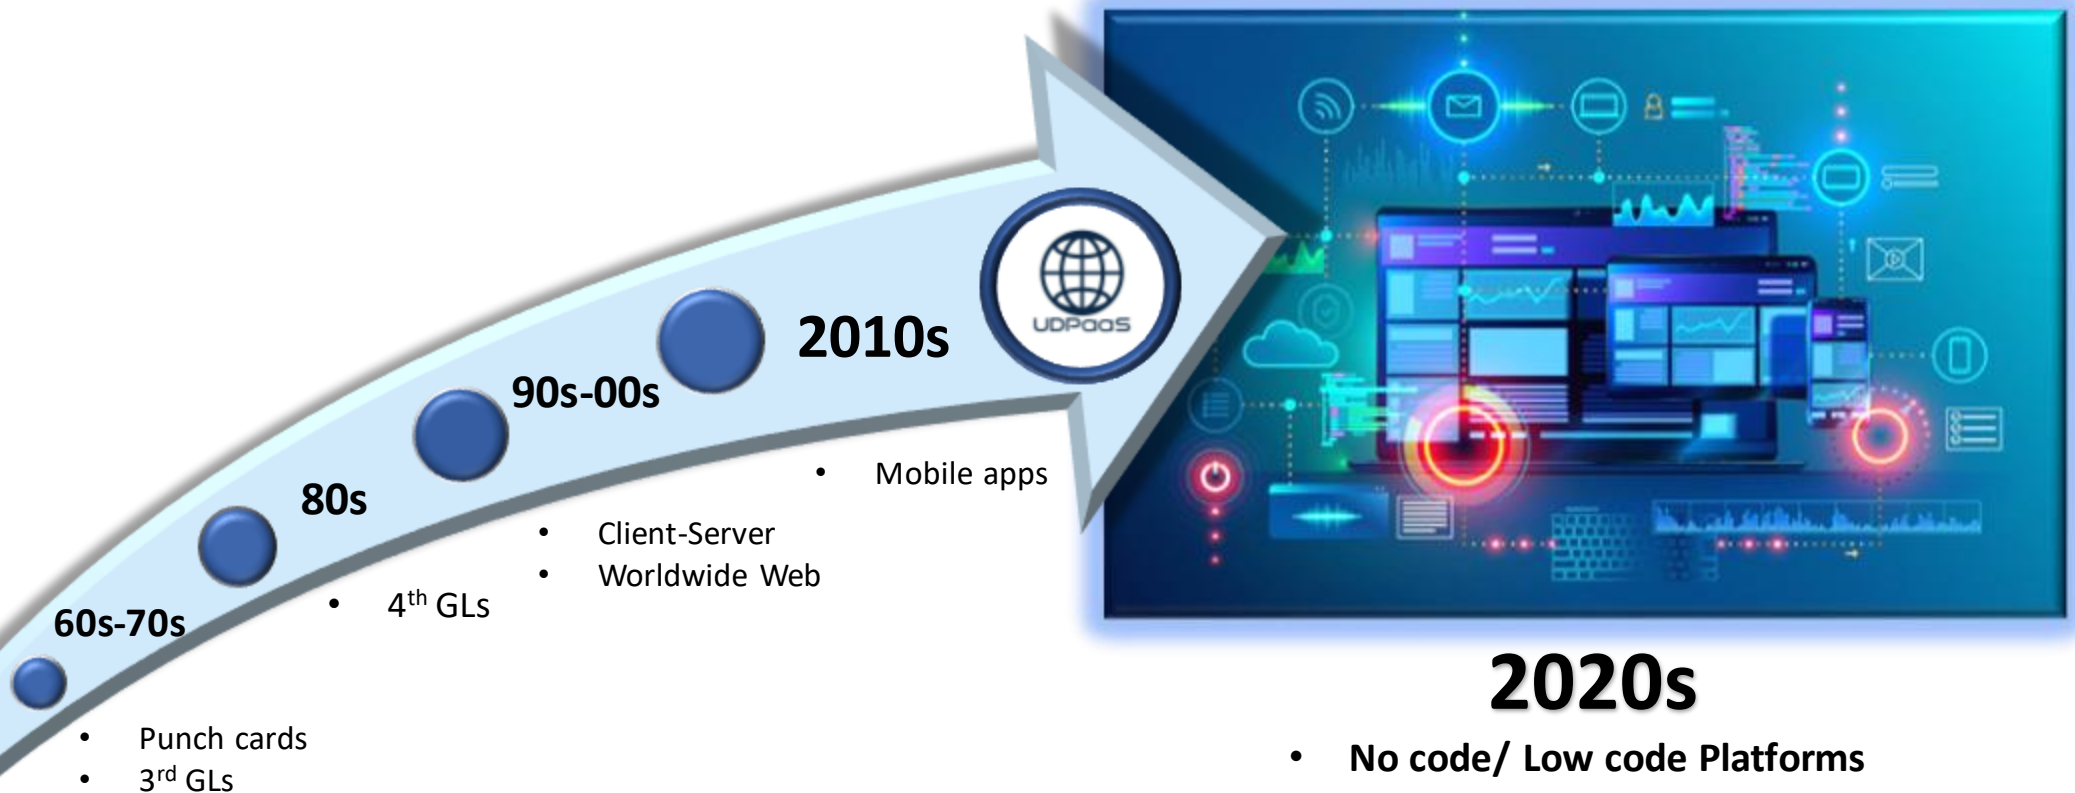 60s-70s
• Punch cards
• 3rd GLs
80s
• 4th GLs
90s-00s
• Client-Server
• Worldwide Web
2010s
• Mobile apps
UDPaaS
2020s
• No code/ Low code Platforms